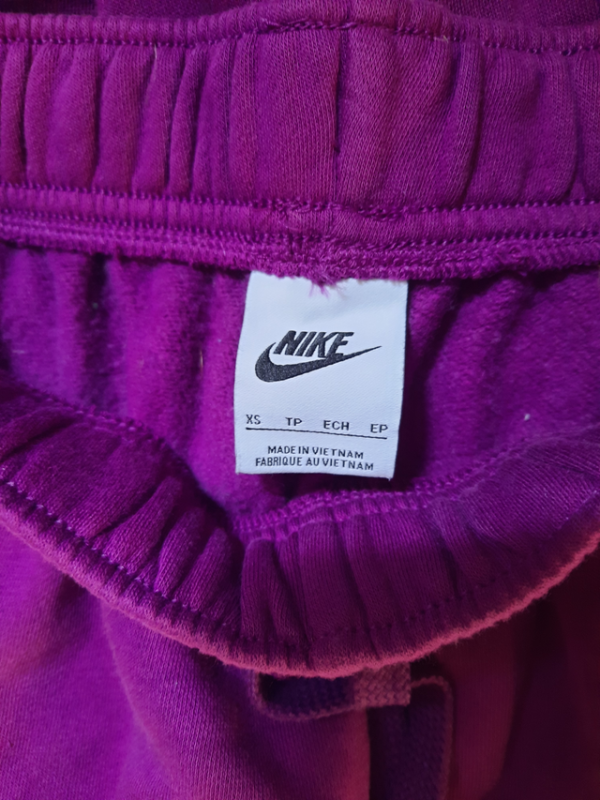 NIKE
XS TP ECH EP
MADE IN VIETNAM
FABRIQUE AU VIETNAM